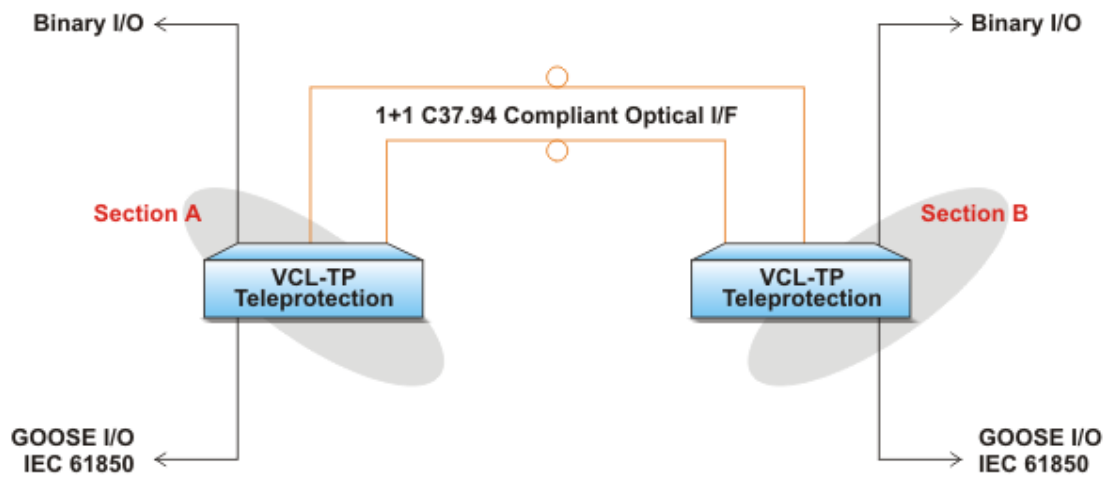 Binary I/O
Binary I/O
1+1 C37.94 Compliant Optical I/F
Section A
Section B
VCL-TP
Teleprotection
VCL-TP
Teleprotection
GOOSE I/O
IEC 61850
GOOSE I/O
IEC 61850